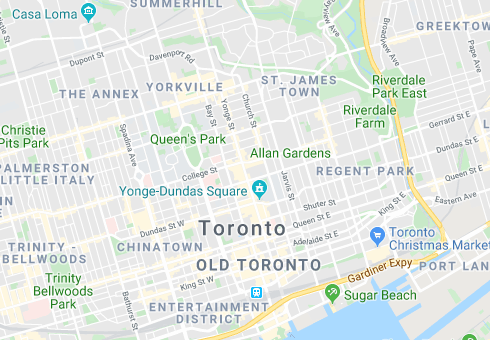 SUMMERHILL
Casa Loma
Bayview Ave
Broadview Ave
GREEKTOWN
Davenport Rd
Dupont St
Pape Ave
ST. JAMES
TOWN
Riverdale
Park East
THE ANNEX
YORKVILLE
Church St
Yonge St
Bay St
Riverdale
Farm
Gerrard St E
Christie
Pits Park
Spadina Ave
Queen's Park
Allan Gardens
Dundas St E
PALMERSTON
LITTLE ITALY
College St
REGENT PARK
Queen St E
Yonge-Dundas Square
Jarvis St
Shuter St
King St E
Eastern Ave
Dundas St W
Toronto
Queen St E
Adelaide St E
Toronto
Christmas Market
TRINITY -
BELLWOODS
CHINATOWN
OLD TORONTO
Gardiner Expy
PORT LAN
Trinity
Bellwoods
Park
King St W
Bathurst St
Sugar Beach
ENTERTAINMENT
DISTRICT